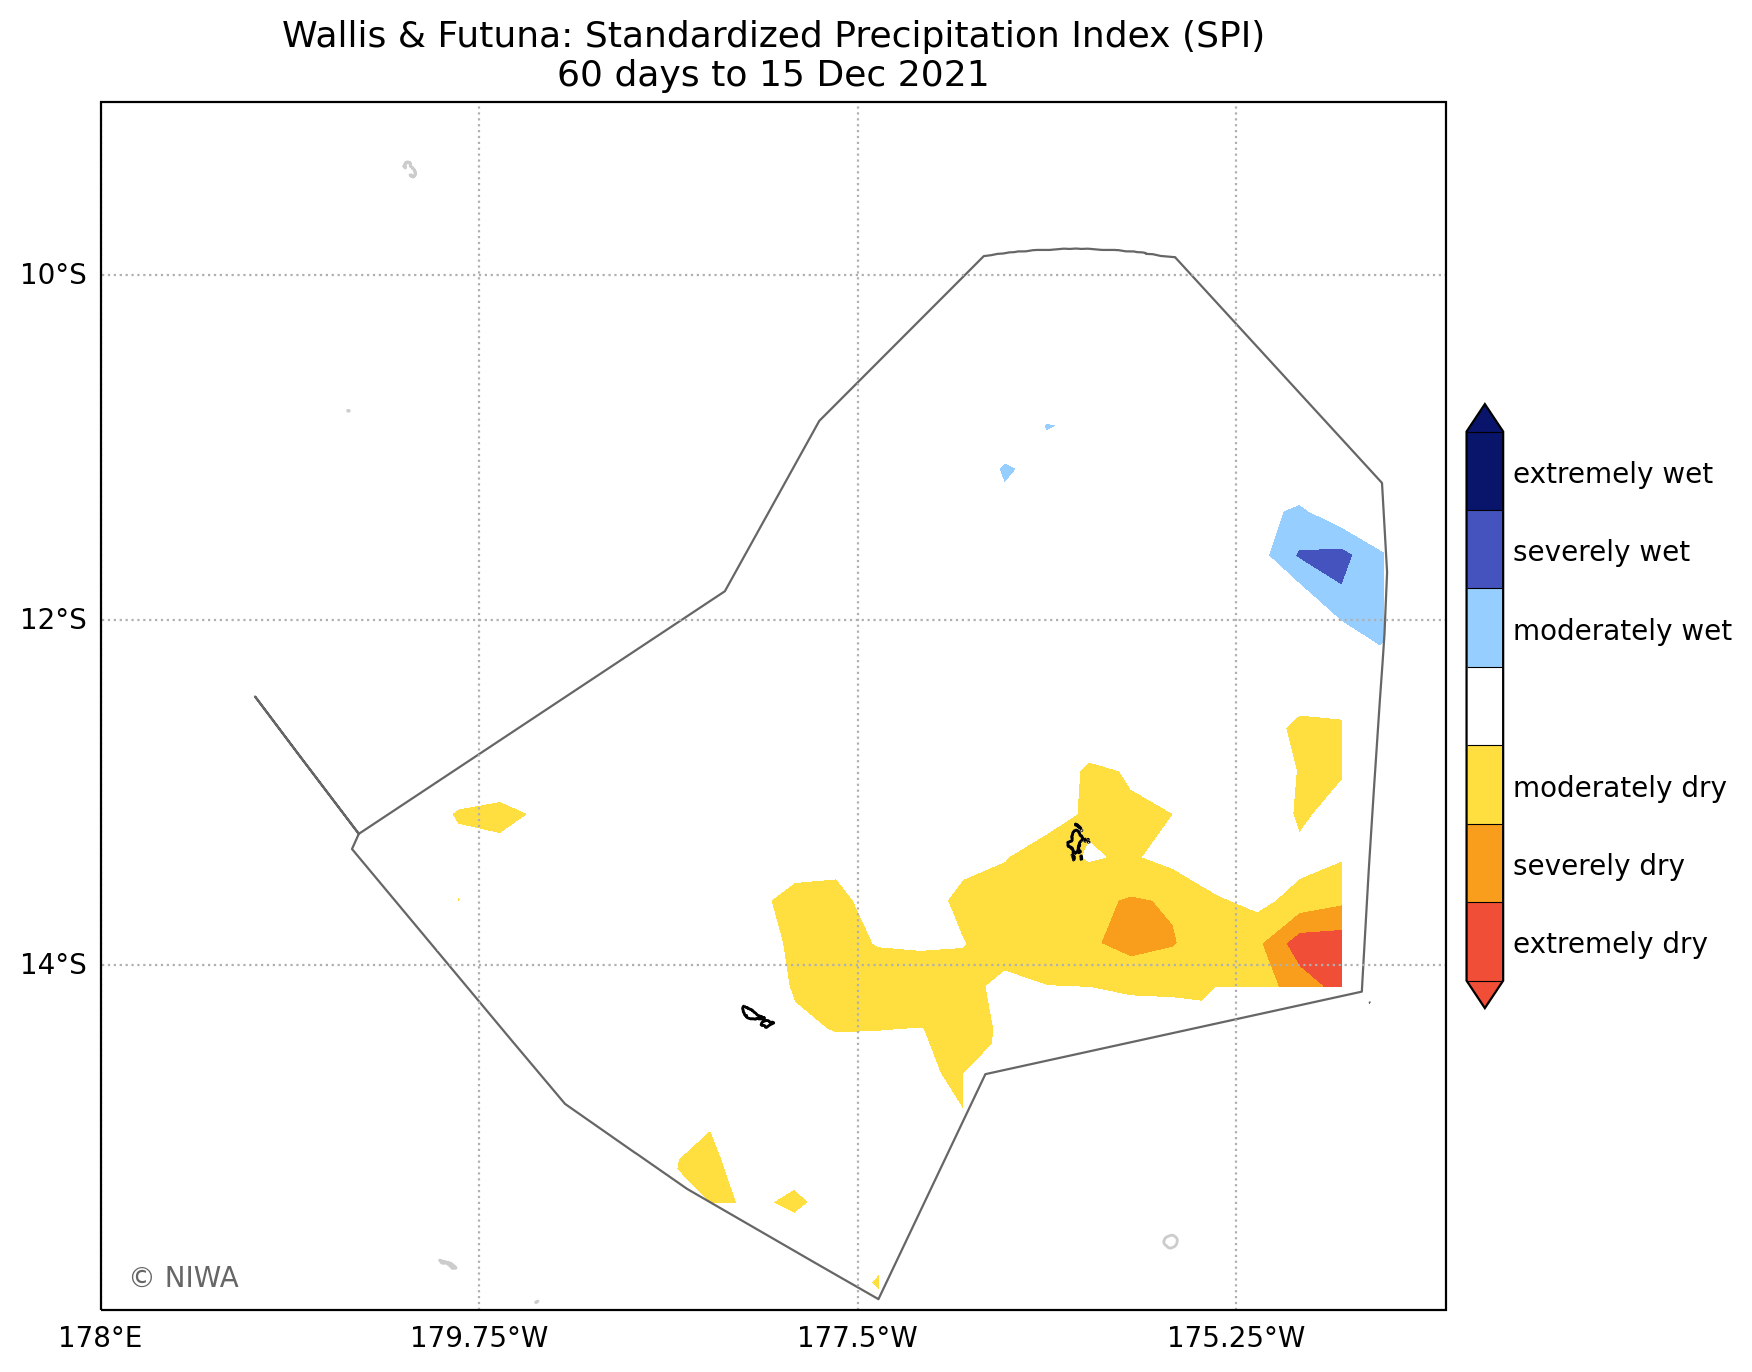 Wallis & Futuna: Standardized Precipitation Index (SPI)
60 days to 15 Dec 2021
10°S
12°S
14°S
178°E
179.75°W
177.5°W
175.25°W
extremely wet
severely wet
moderately wet
moderately dry
severely dry
extremely dry
© NIWA